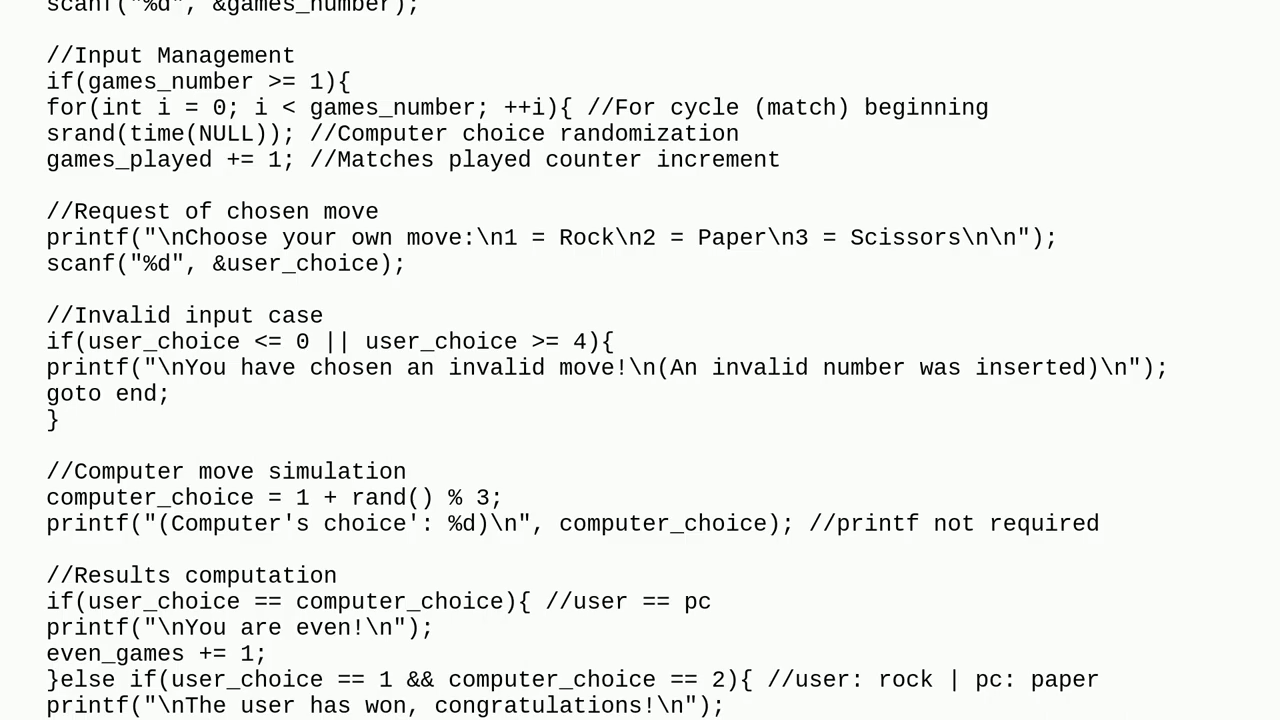 scanf("%d", &games_number);
//Input Management
if(games_number >= 1){
for(int i = 0; i < games_number; ++i){ //For cycle (match) beginning
srand(time(NULL)); //Computer choice randomization
games_played += 1; //Matches played counter increment
//Request of chosen move
printf("\nChoose your own move:\n1 = Rock\n2 = Paper\n3 = Scissors\n\n");
scanf("%d", &user_choice);
//Invalid input case
if(user_choice <= 0 || user_choice >= 4){
printf("\nYou have chosen an invalid move!\n(An invalid number was inserted)\n");
goto end;
}
//Computer move simulation
computer_choice = 1 + rand() % 3;
printf("(Computer's choice': %d)\n", computer_choice); //printf not required
//Results computation
if(user_choice == computer_choice){ //user == pc
printf("\nYou are even!\n");
even_games += 1;
}else if(user_choice == 1 && computer_choice == 2){ //user: rock | pc: paper
printf("\nThe user has won, congratulations!\n");